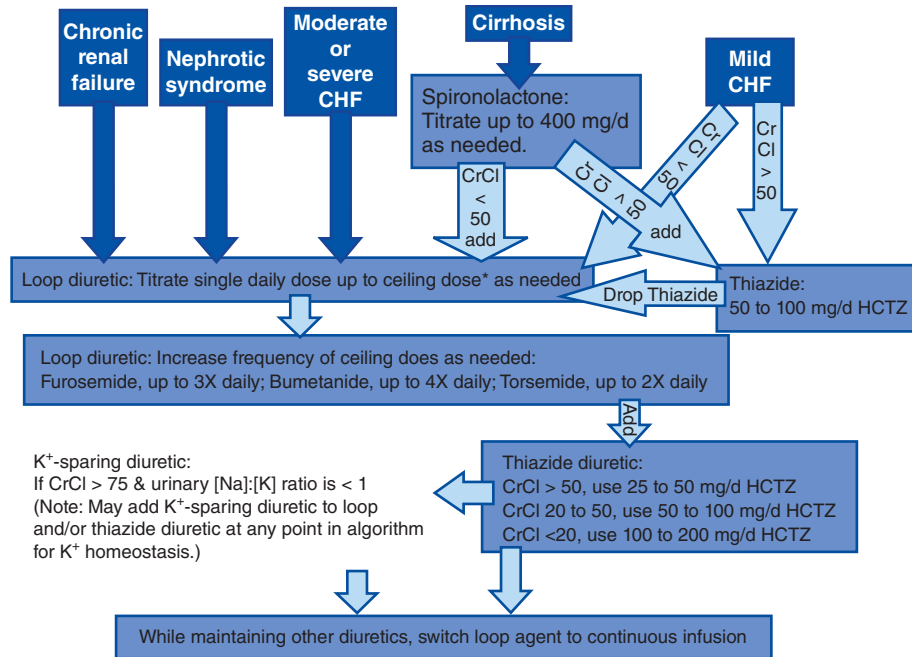 Chronic
renal
failure
Nephrotic
syndrome
Moderate
or
severe
CHF
Cirrhosis
Mild
CHF
Spironolactone:
Titrate up to 400 mg/d
as needed.
CrCl
<
50
add
Cr
Cl
>
50
add
Cr
Cl
<
50
Cr
Cl
>
50
Loop diuretic: Titrate single daily dose up to ceiling dose* as needed
Drop Thiazide
Thiazide:
50 to 100 mg/d HCTZ
Loop diuretic: Increase frequency of ceiling does as needed:
Furosemide, up to 3X daily; Bumetanide, up to 4X daily; Torsemide, up to 2X daily
Add
K⁺-sparing diuretic:
If CrCl > 75 & urinary [Na]:[K] ratio is < 1
(Note: May add K⁺-sparing diuretic to loop
and/or thiazide diuretic at any point in algorithm
for K⁺ homeostasis.)
Thiazide diuretic:
CrCl > 50, use 25 to 50 mg/d HCTZ
CrCl 20 to 50, use 50 to 100 mg/d HCTZ
CrCl <20, use 100 to 200 mg/d HCTZ
While maintaining other diuretics, switch loop agent to continuous infusion